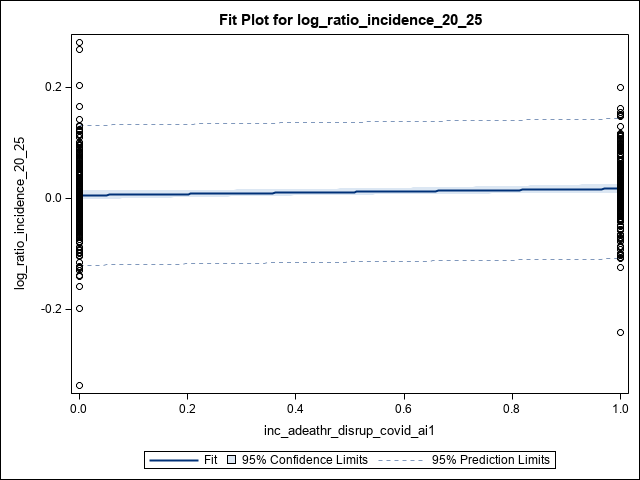 Fit Plot for log_ratio_incidence_20_25
log_ratio_incidence_20_25
0.2
0.0
-0.2
0.0 0.2 0.4 0.6 0.8 1.0
inc_adeathr_disrup_covid_ai1
Fit 95% Confidence Limits 95% Prediction Limits